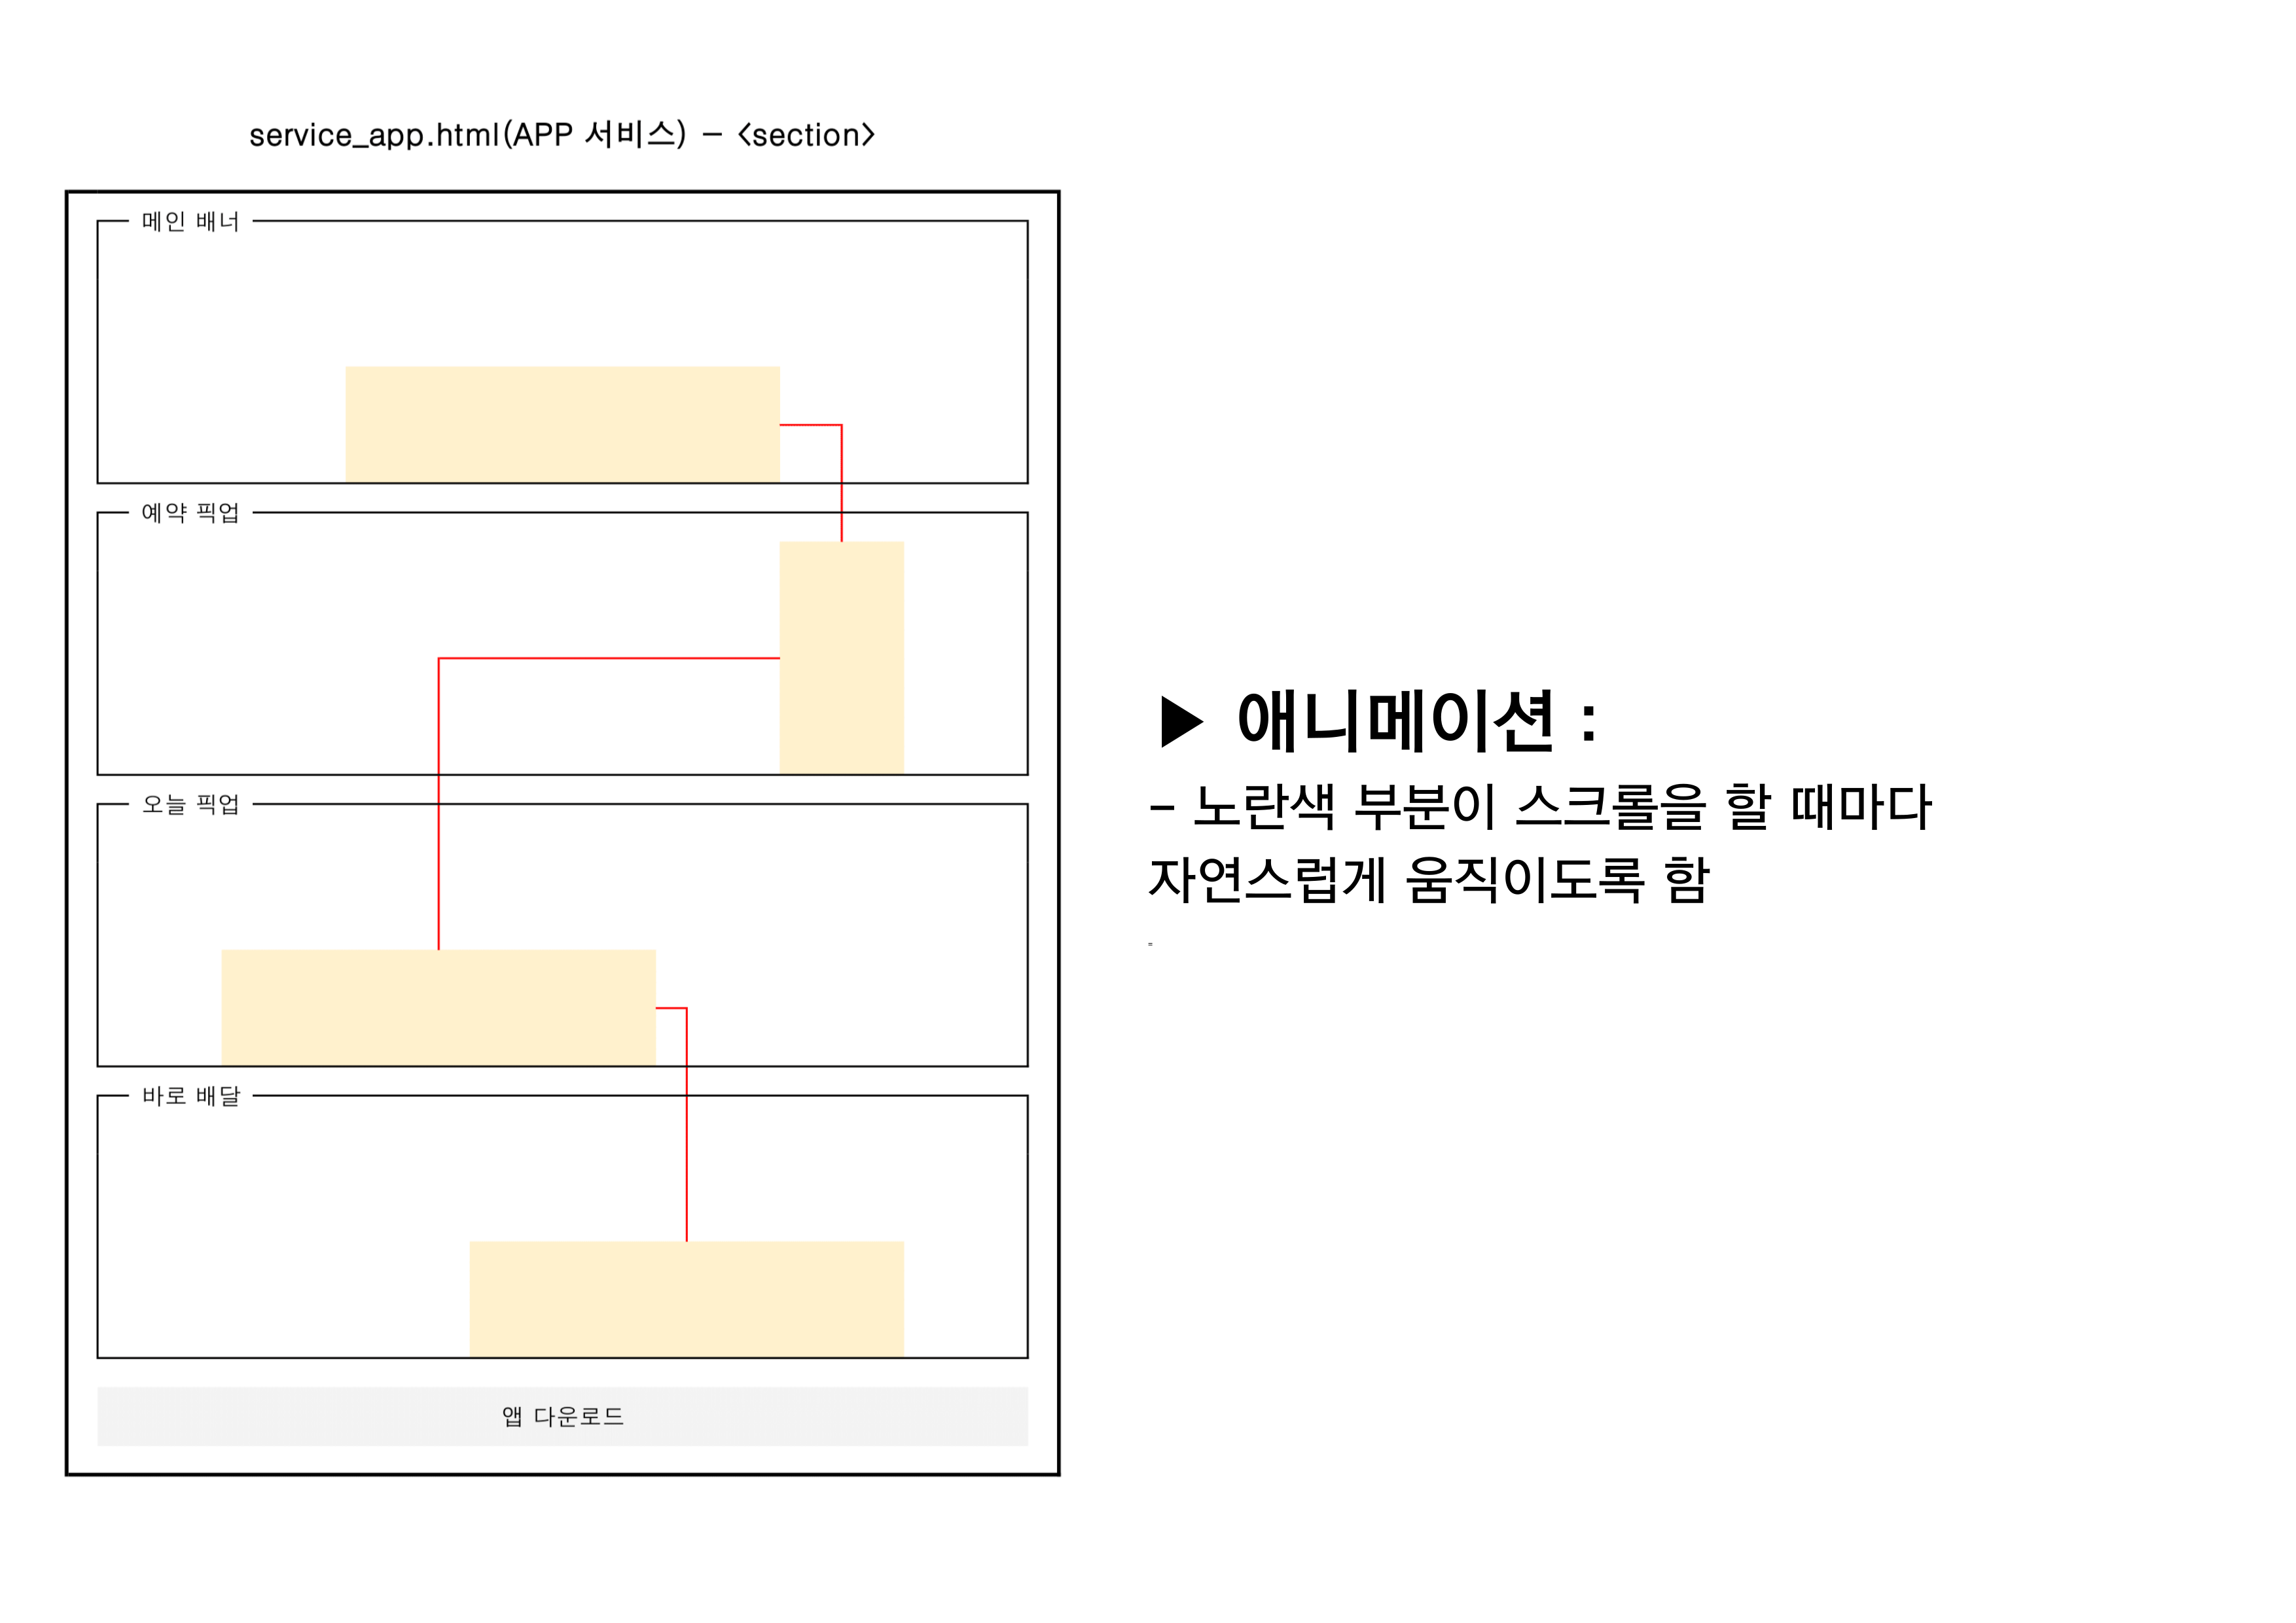 service_app.html(APP 서비스) - <section>
메인 배너
예약 픽업
오늘 픽업
바로 배달
앱 다운로드
▶ 애니메이션 :
- 노란색 부분이 스크롤을 할 때마다
자연스럽게 움직이도록 함